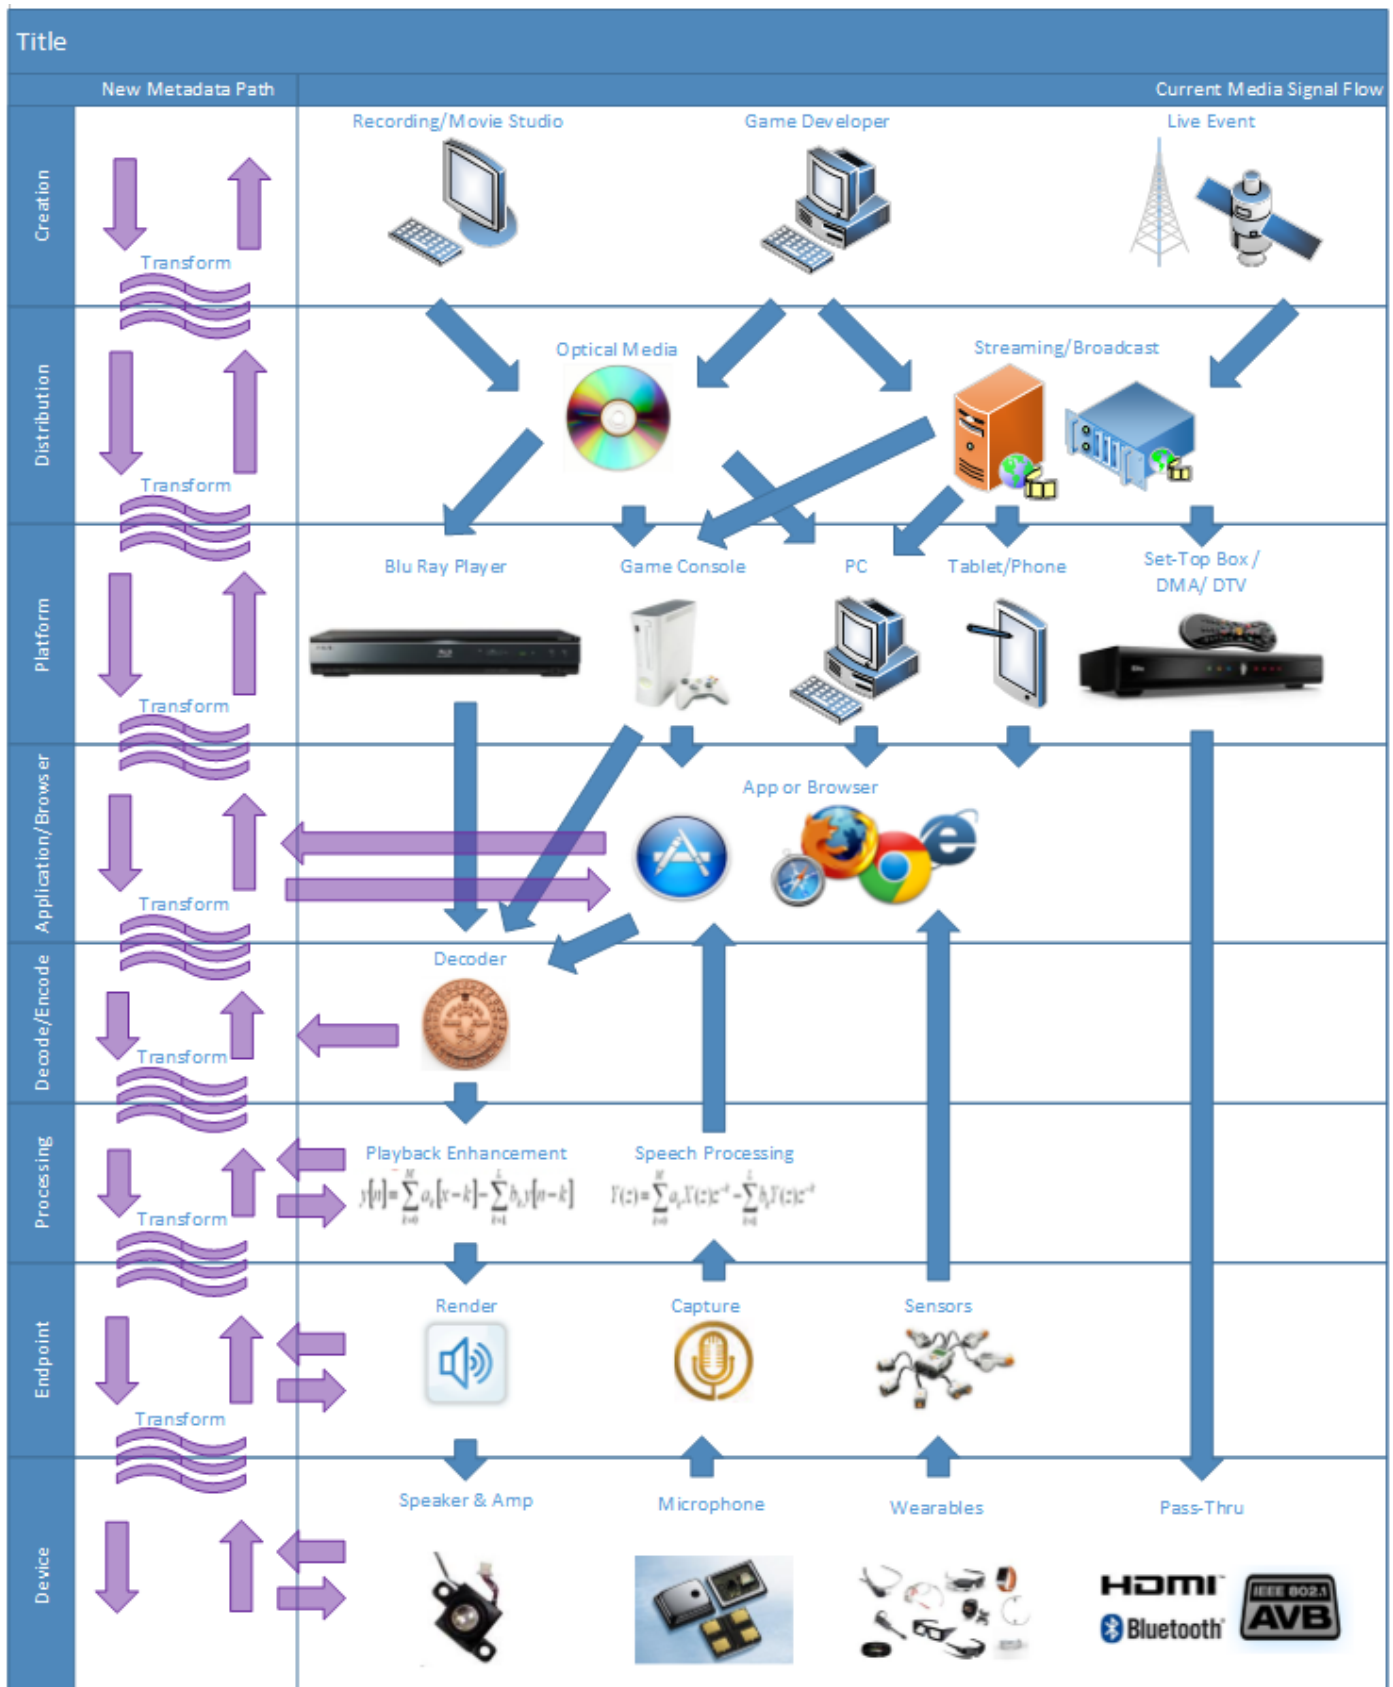 Title
New Metadata Path
Current Media Signal Flow
Creation
Recording/Movie Studio
Game Developer
Live Event
Transform
Distribution
Optical Media
Streaming/Broadcast
Transform
Platform
Blu Ray Player
Game Console
PC
Tablet/Phone
Set-Top Box /
DMA/ DTV
Transform
Application/Browser
App or Browser
Transform
Decode/Encode
Decoder
Transform
Processing
Playback Enhancement
Speech Processing
Transform
Endpoint
Render
Capture
Sensors
Transform
Device
Speaker & Amp
Microphone
Wearables
Pass-Thru
HDMI
Bluetooth
IEEE 802.1
AVB